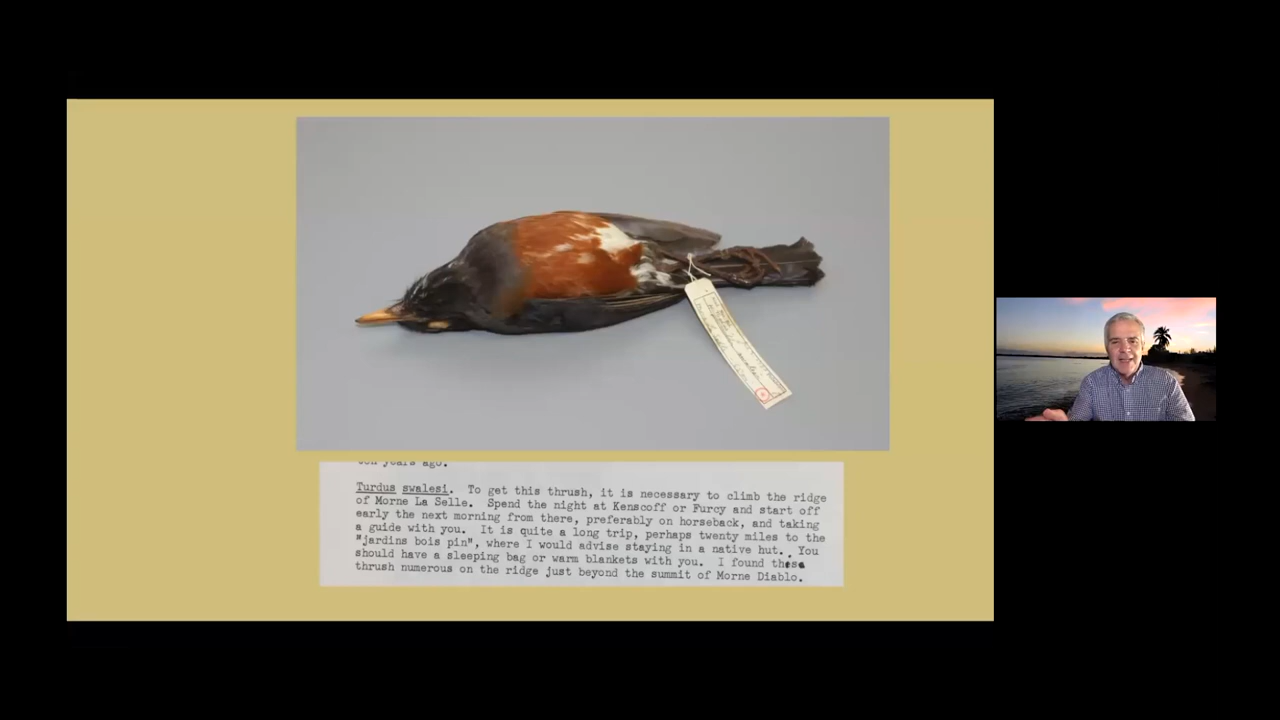 ten years ago.
Turdus swalesi. To get this thrush, it is necessary to climb the ridge
of Morne La Selle. Spend the night at Kenscoff or Furcy and start off
early the next morning from there, preferably on horseback, and taking
a guide with you. It is quite a long trip, perhaps twenty miles to the
"jardins bois pin", where I would advise staying in a native hut. You
should have a sleeping bag or warm blankets with you. I found these
thrush numerous on the ridge just beyond the summit of Morne Diablo.